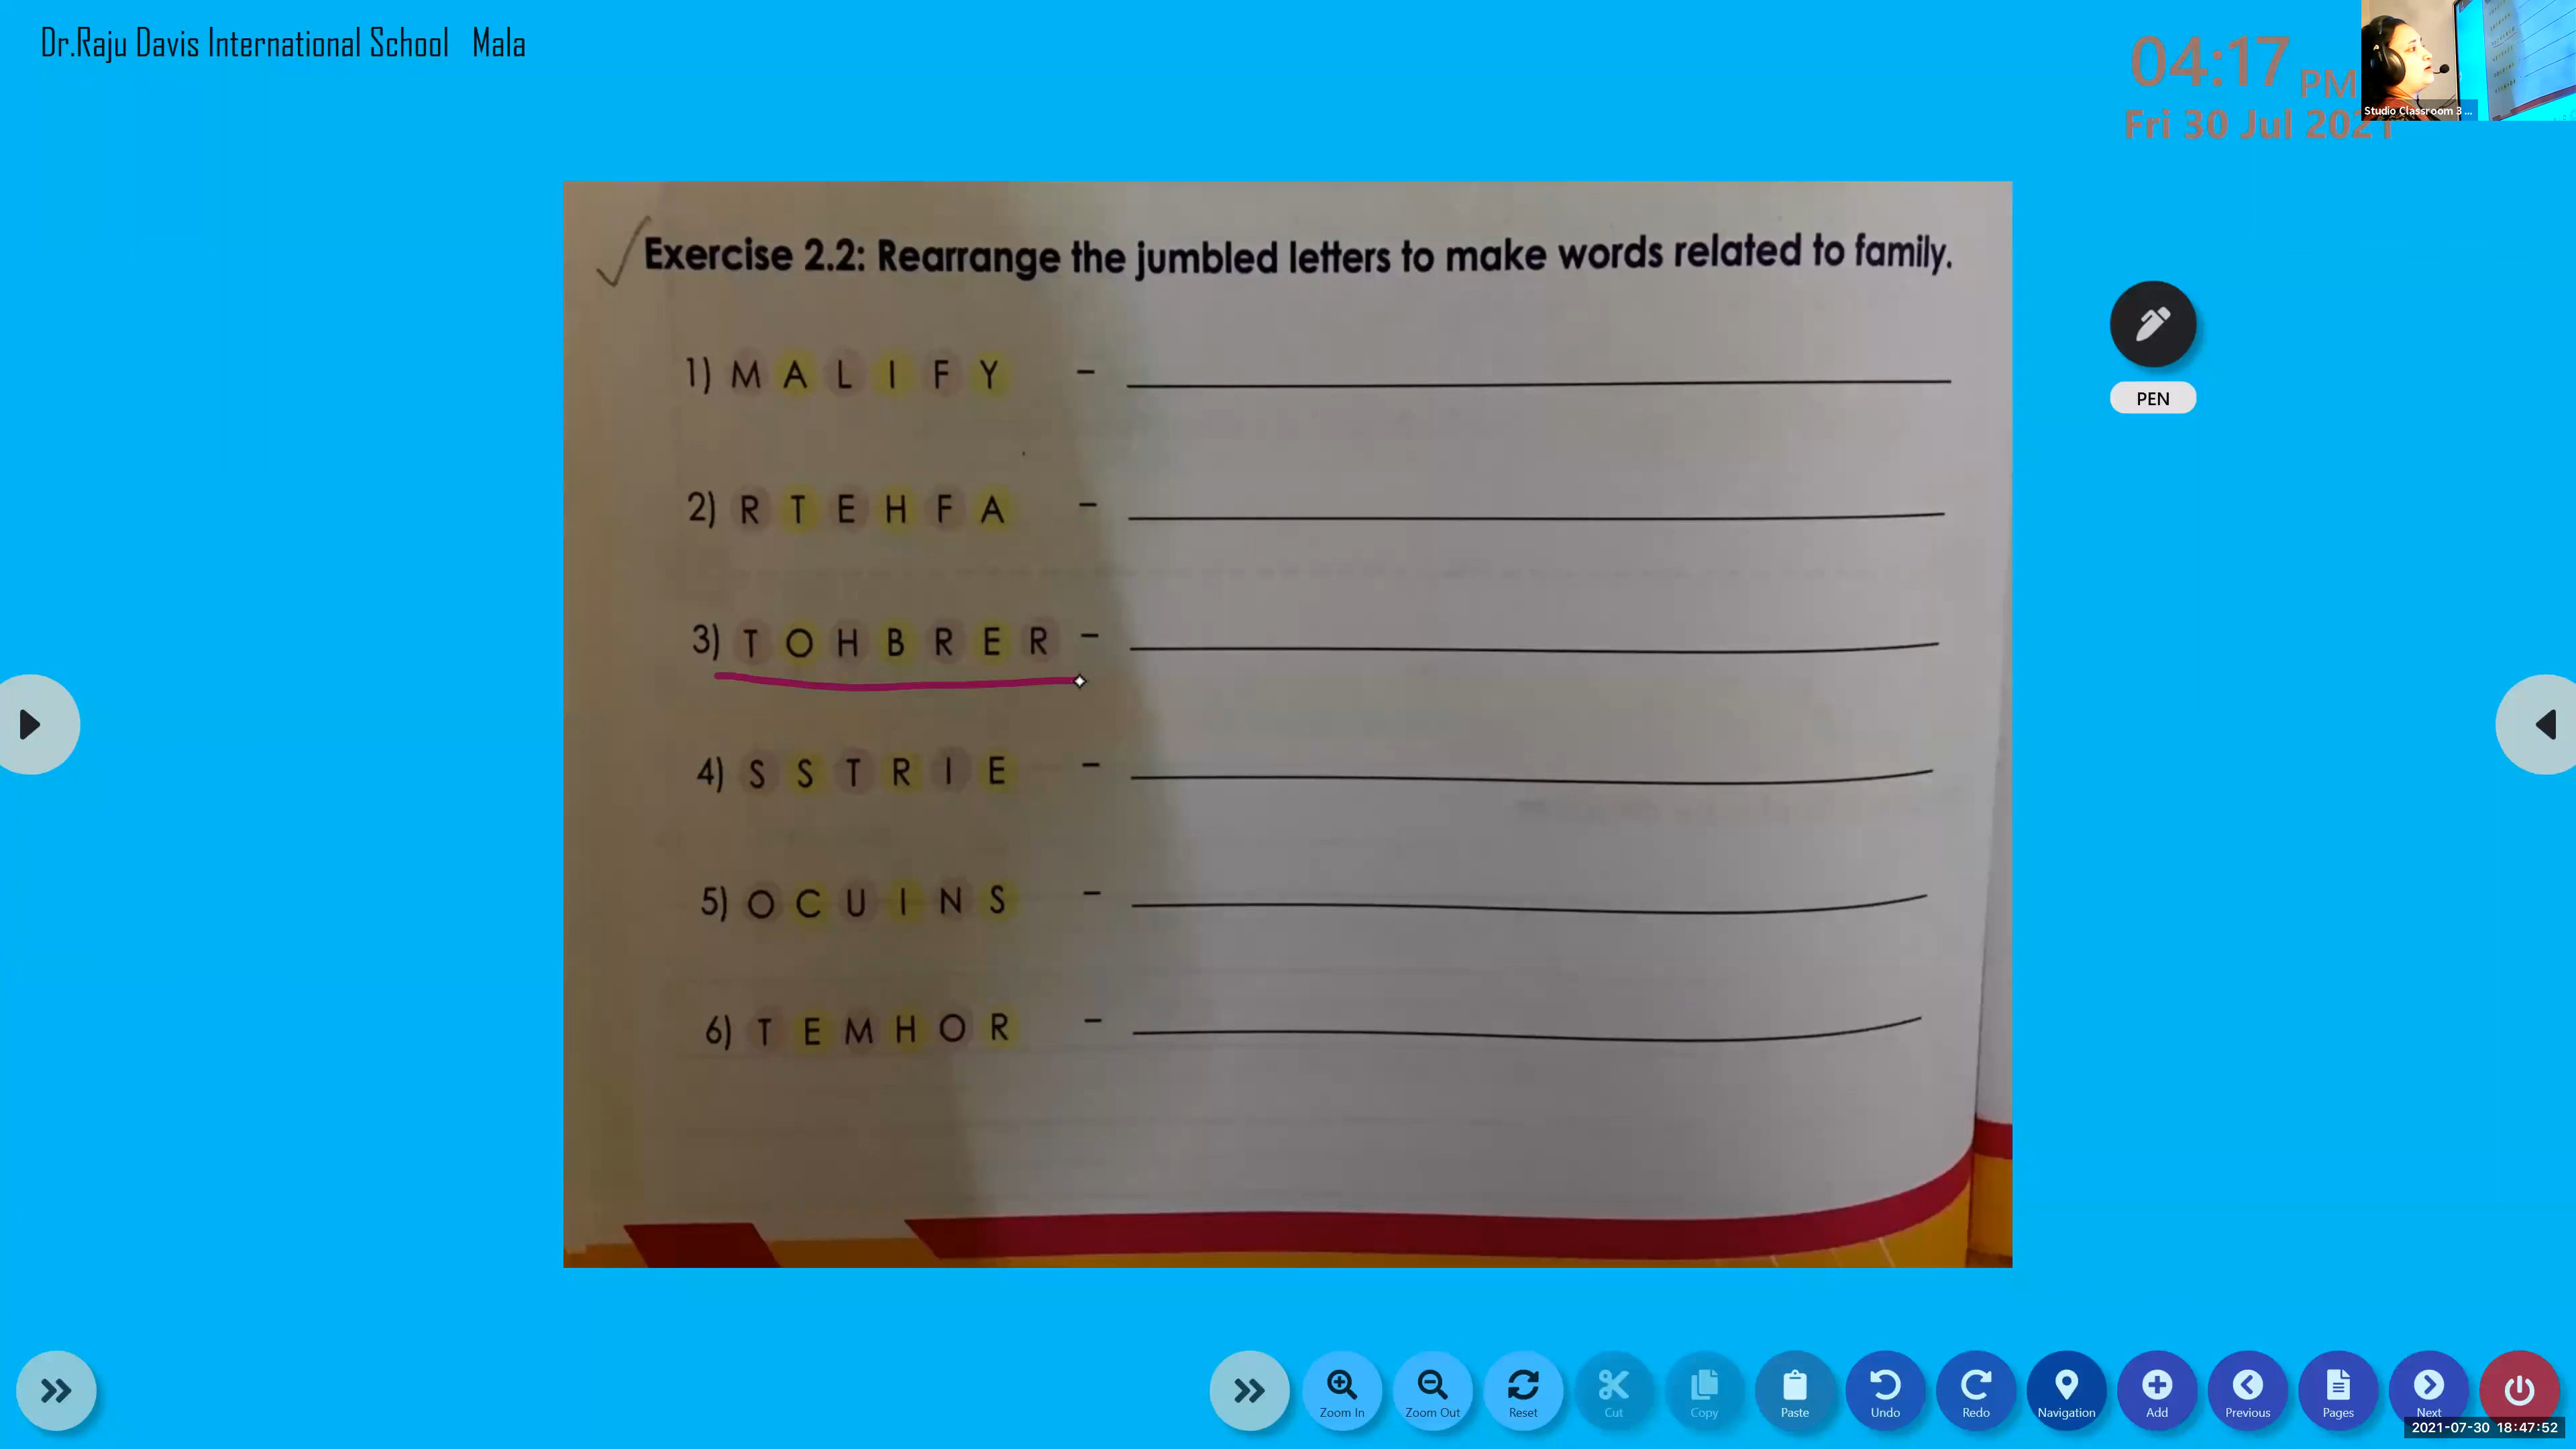 Dr.Raju Davis International School Mala
04:17 PM
Fri 30 Jul 2021
Studio Classroom 3 ...
Exercise 2.2: Rearrange the jumbled letters to make words related to family.
1) M A L I F Y -
2) R T E H F A -
3) T O H B R E R -
4) S S T R I E -
5) O C U I N S -
6) T E M H O R -
PEN
Zoom In Zoom Out Reset Cut Copy Paste Undo Redo Navigation Add Previous Pages Next
2021-07-30 18:47:52